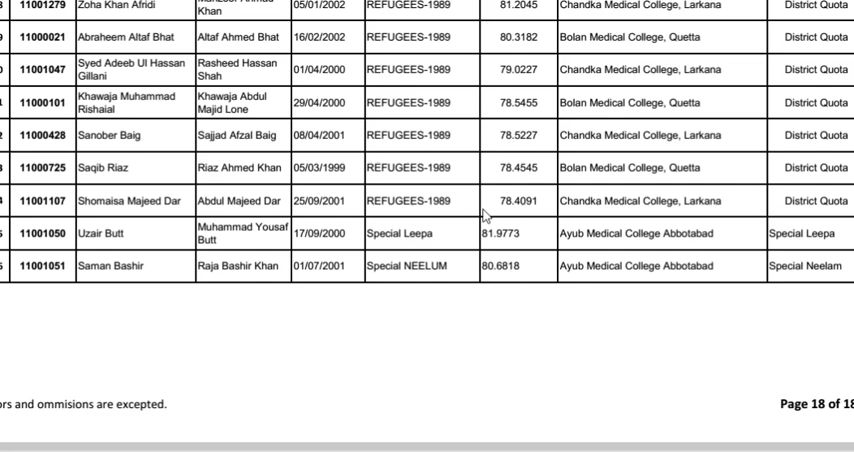 11001279 Zoha Khan Afridi Khan 05/01/2002 REFUGEES-1989 81.2045 Chandka Medical College, Larkana District Quota
11000021 Abraheem Altaf Bhat Altaf Ahmed Bhat 16/02/2002 REFUGEES-1989 80.3182 Bolan Medical College, Quetta District Quota
11001047 Syed Adeeb Ul Hassan Gillani Rasheed Hassan Shah 01/04/2000 REFUGEES-1989 79.0227 Chandka Medical College, Larkana District Quota
11000101 Khawaja Muhammad Rishaial Khawaja Abdul Majid Lone 29/04/2000 REFUGEES-1989 78.5455 Bolan Medical College, Quetta District Quota
11000428 Sanober Baig Sajjad Afzal Baig 08/04/2001 REFUGEES-1989 78.5227 Chandka Medical College, Larkana District Quota
11000725 Saqib Riaz Riaz Ahmed Khan 05/03/1999 REFUGEES-1989 78.4545 Bolan Medical College, Quetta District Quota
11001107 Shomaisa Majeed Dar Abdul Majeed Dar 25/09/2001 REFUGEES-1989 78.4091 Chandka Medical College, Larkana District Quota
11001050 Uzair Butt Muhammad Yousaf Butt 17/09/2000 Special Leepa 81.9773 Ayub Medical College Abbotabad Special Leepa
11001051 Saman Bashir Raja Bashir Khan 01/07/2001 Special NEELUM 80.6818 Ayub Medical College Abbotabad Special Neelam
ors and ommisions are excepted.
Page 18 of 18